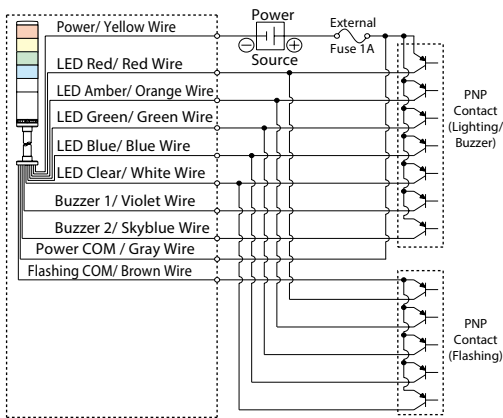 Power/ Yellow Wire
Power
Source
External
Fuse 1A
LED Red/ Red Wire
LED Amber/ Orange Wire
LED Green/ Green Wire
LED Blue/ Blue Wire
LED Clear/ White Wire
Buzzer 1/ Violet Wire
Buzzer 2/ Skyblue Wire
Power COM / Gray Wire
Flashing COM/ Brown Wire
PNP
Contact
(Lighting/
Buzzer)
PNP
Contact
(Flashing)